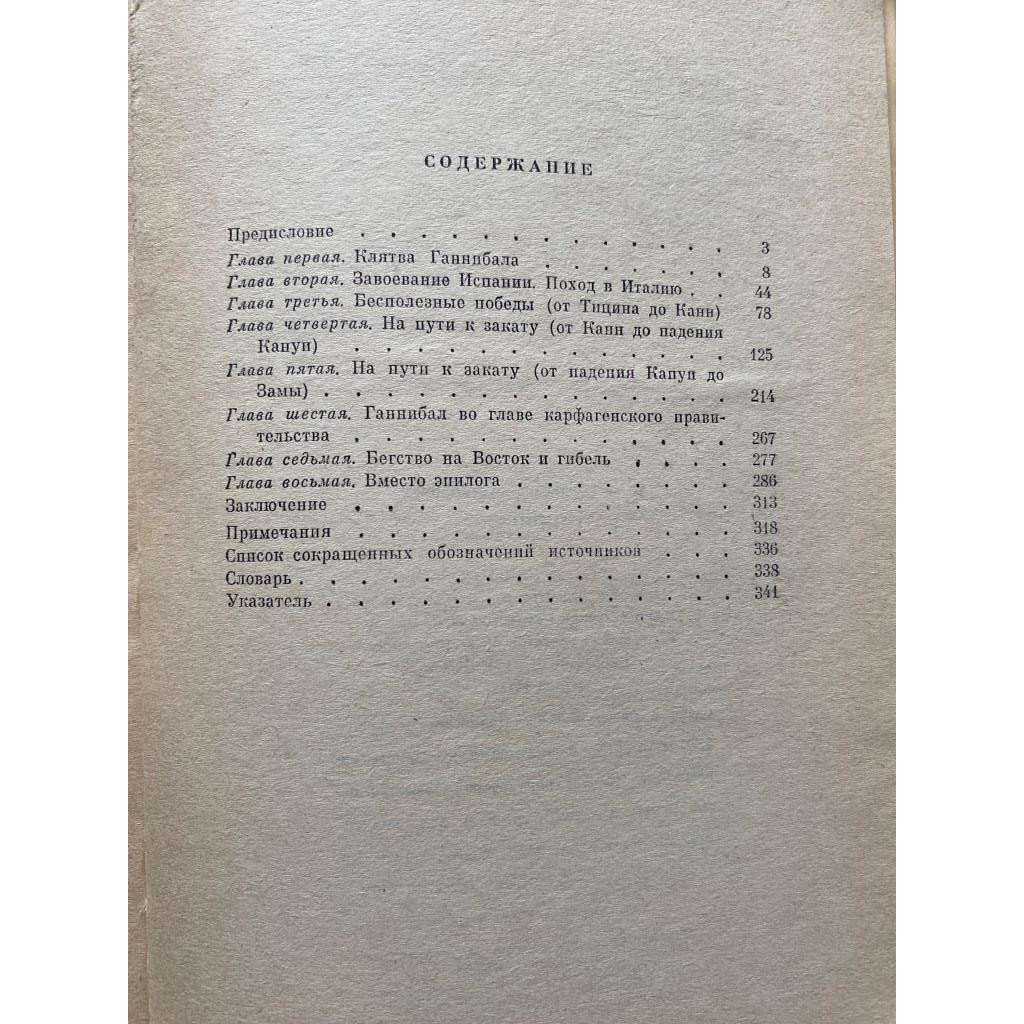 СОДЕРЖАНИЕ
Предисловие . . . . . . . . . . . . 3
Глава первая. Клятва Ганнибала . . . . . . 8
Глава вторая. Завоевание Испании. Поход в Италию . . 44
Глава третья. Бесполезные победы (от Тицина до Канн) 78
Глава четвертая. На пути к закату (от Канн до падения
Капуи) . . . . . . . . . . . . 125
Глава пятая. На пути к закату (от падения Капуи до
Замы) . . . . . . . . . . . . . 214
Глава шестая. Ганнибал во главе карфагенского прави-
тельства . . . . . . . . . . . . 267
Глава седьмая. Бегство на Восток и гибель . . . . 277
Глава восьмая. Вместо эпилога . . . . . . . 286
Заключение . . . . . . . . . . . . 313
Примечания . . . . . . . . . . . 318
Список сокращенных обозначений источников . . . 336
Словарь . . . . . . . . . . . . . . 338
Указатель . . . . . . . . . . . . . 341